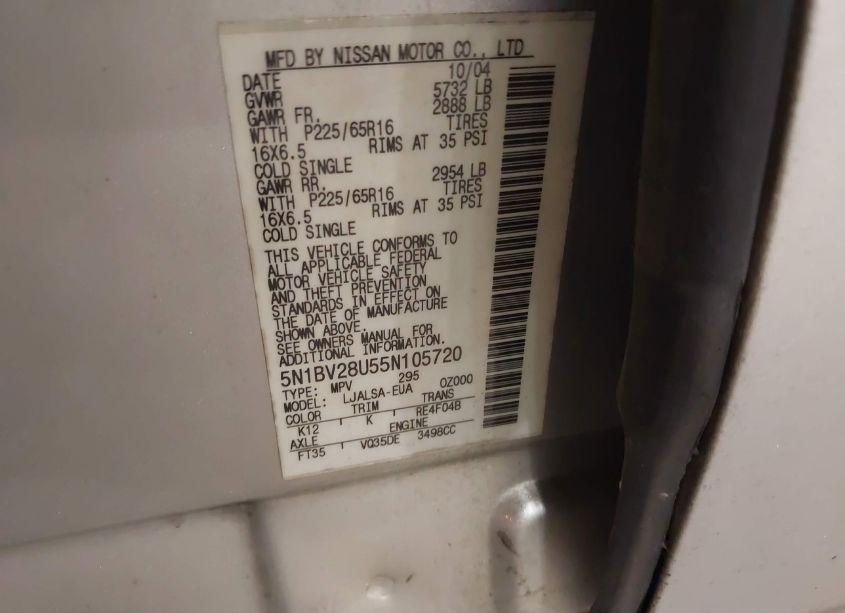 MFD BY NISSAN MOTOR CO., LTD
DATE 10/04
GVWR 5732 LB
GAWR FR. 2888 LB
WITH P225/65R16 TIRES
16X6.5 RIMS AT 35 PSI
COLD SINGLE
GAWR RR. 2954 LB
WITH P225/65R16 TIRES
16X6.5 RIMS AT 35 PSI
COLD SINGLE
THIS VEHICLE CONFORMS TO
ALL APPLICABLE FEDERAL
MOTOR VEHICLE SAFETY
AND THEFT PREVENTION
STANDARDS IN EFFECT ON
THE DATE OF MANUFACTURE
SHOWN ABOVE.
SEE OWNERS MANUAL FOR
ADDITIONAL INFORMATION.
5N1BV28U55N105720
TYPE: MPV 295
MODEL: LJALSA-EUA OZ000
COLOR TRIM TRANS
K12 K RE4F04B
AXLE ENGINE
FT35 VQ35DE 3498CC